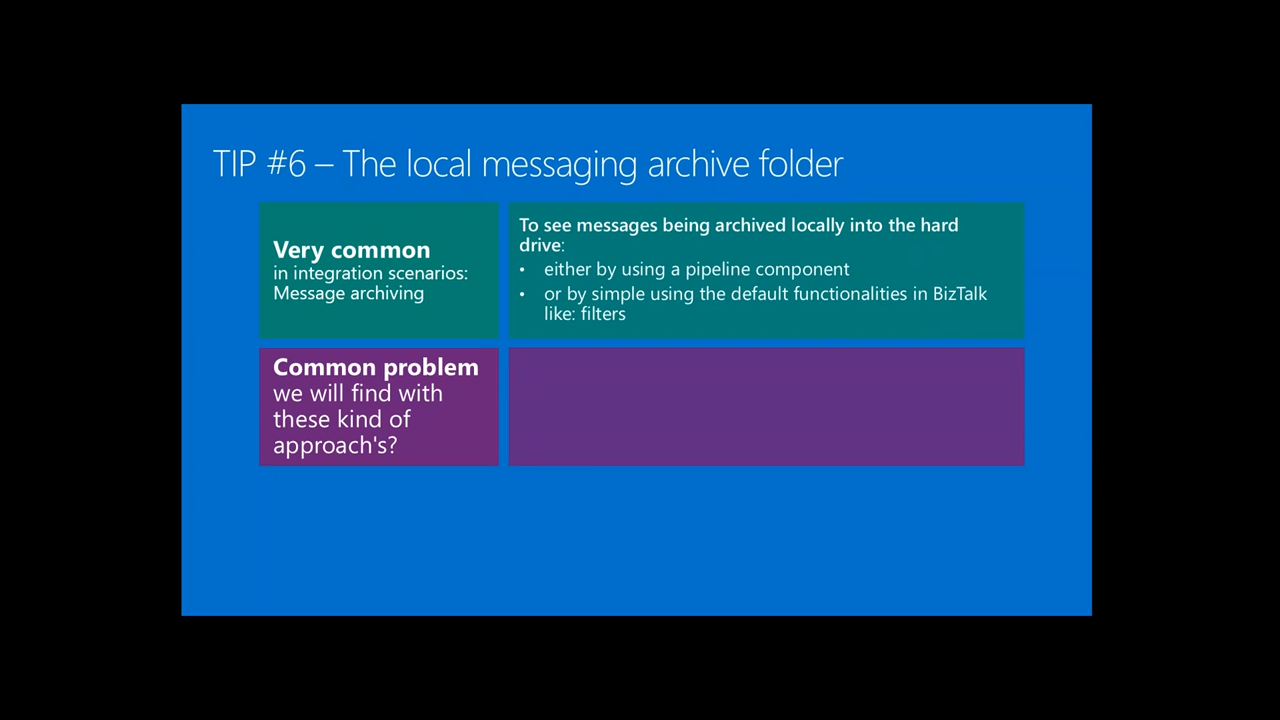 TIP #6 – The local messaging archive folder
Very common
in integration scenarios:
Message archiving
To see messages being archived locally into the hard
drive:
• either by using a pipeline component
• or by simple using the default functionalities in BizTalk
like: filters
Common problem
we will find with
these kind of
approach's?